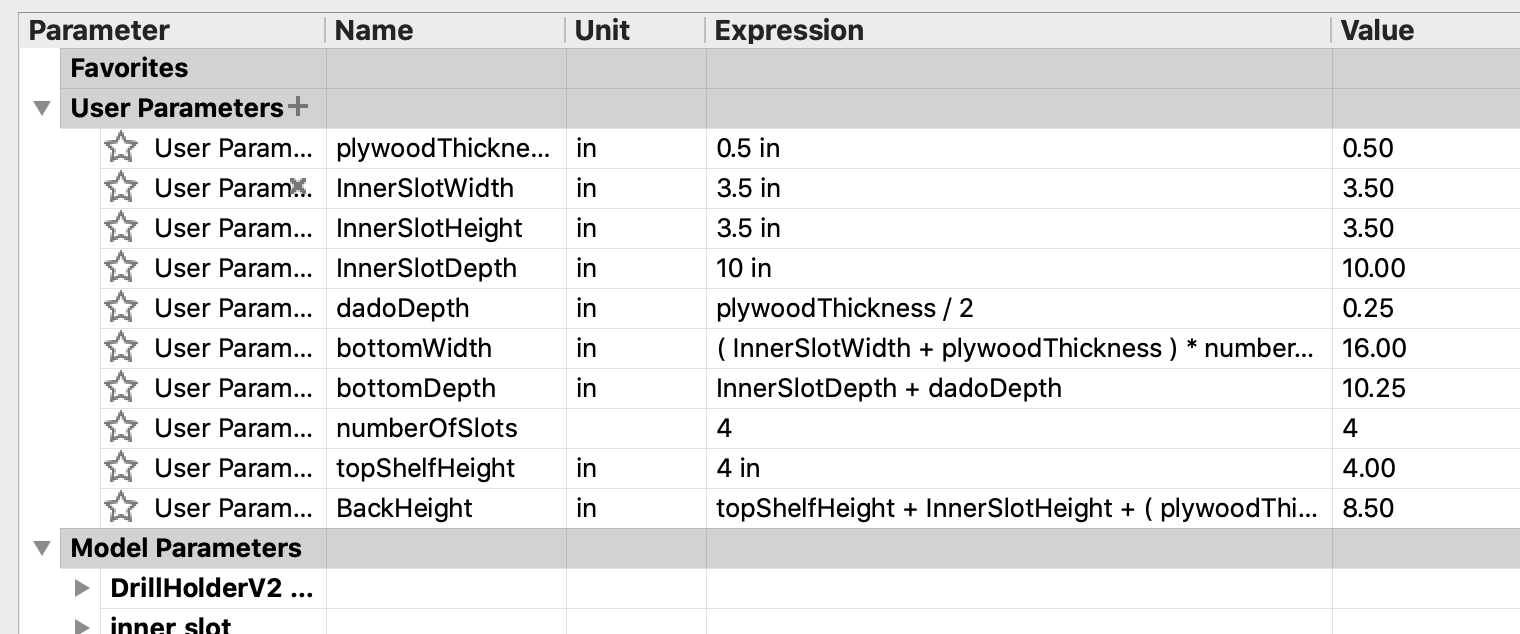 Parameter Name Unit Expression Value
Favorites
User Parameters
User Param... plywoodThickne... in 0.5 in 0.50
User Param... InnerSlotWidth in 3.5 in 3.50
User Param... InnerSlotHeight in 3.5 in 3.50
User Param... InnerSlotDepth in 10 in 10.00
User Param... dadoDepth in plywoodThickness / 2 0.25
User Param... bottomWidth in ( InnerSlotWidth + plywoodThickness ) * number... 16.00
User Param... bottomDepth in InnerSlotDepth + dadoDepth 10.25
User Param... numberOfSlots 4 4
User Param... topShelfHeight in 4 in 4.00
User Param... BackHeight in topShelfHeight + InnerSlotHeight + ( plywoodThi... 8.50
Model Parameters
DrillHolderV2 ...
inner slot